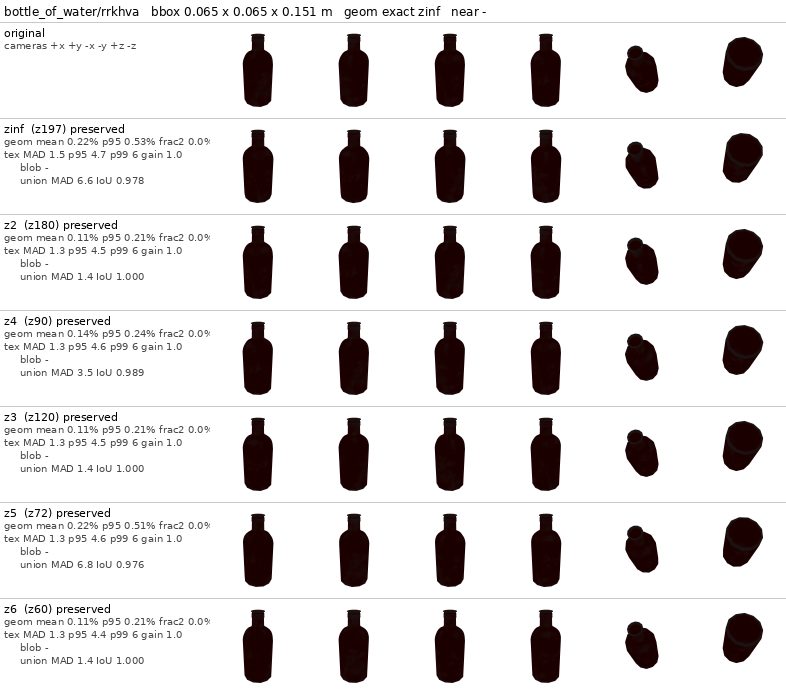 bottle_of_water/rrkhva bbox 0.065 x 0.065 x 0.151 m geom exact zinf near -
original
cameras +x +y -x -y +z -z
zinf (z197) preserved
geom mean 0.22% p95 0.53% frac2 0.0%
tex MAD 1.5 p95 4.7 p99 6 gain 1.0
blob -
union MAD 6.6 IoU 0.978
z2 (z180) preserved
geom mean 0.11% p95 0.21% frac2 0.0%
tex MAD 1.3 p95 4.5 p99 6 gain 1.0
blob -
union MAD 1.4 IoU 1.000
z4 (z90) preserved
geom mean 0.14% p95 0.24% frac2 0.0%
tex MAD 1.3 p95 4.6 p99 6 gain 1.0
blob -
union MAD 3.5 IoU 0.989
z3 (z120) preserved
geom mean 0.11% p95 0.21% frac2 0.0%
tex MAD 1.3 p95 4.5 p99 6 gain 1.0
blob -
union MAD 1.4 IoU 1.000
z5 (z72) preserved
geom mean 0.22% p95 0.51% frac2 0.0%
tex MAD 1.3 p95 4.6 p99 6 gain 1.0
blob -
union MAD 6.8 IoU 0.976
z6 (z60) preserved
geom mean 0.11% p95 0.21% frac2 0.0%
tex MAD 1.3 p95 4.4 p99 6 gain 1.0
blob -
union MAD 1.4 IoU 1.000